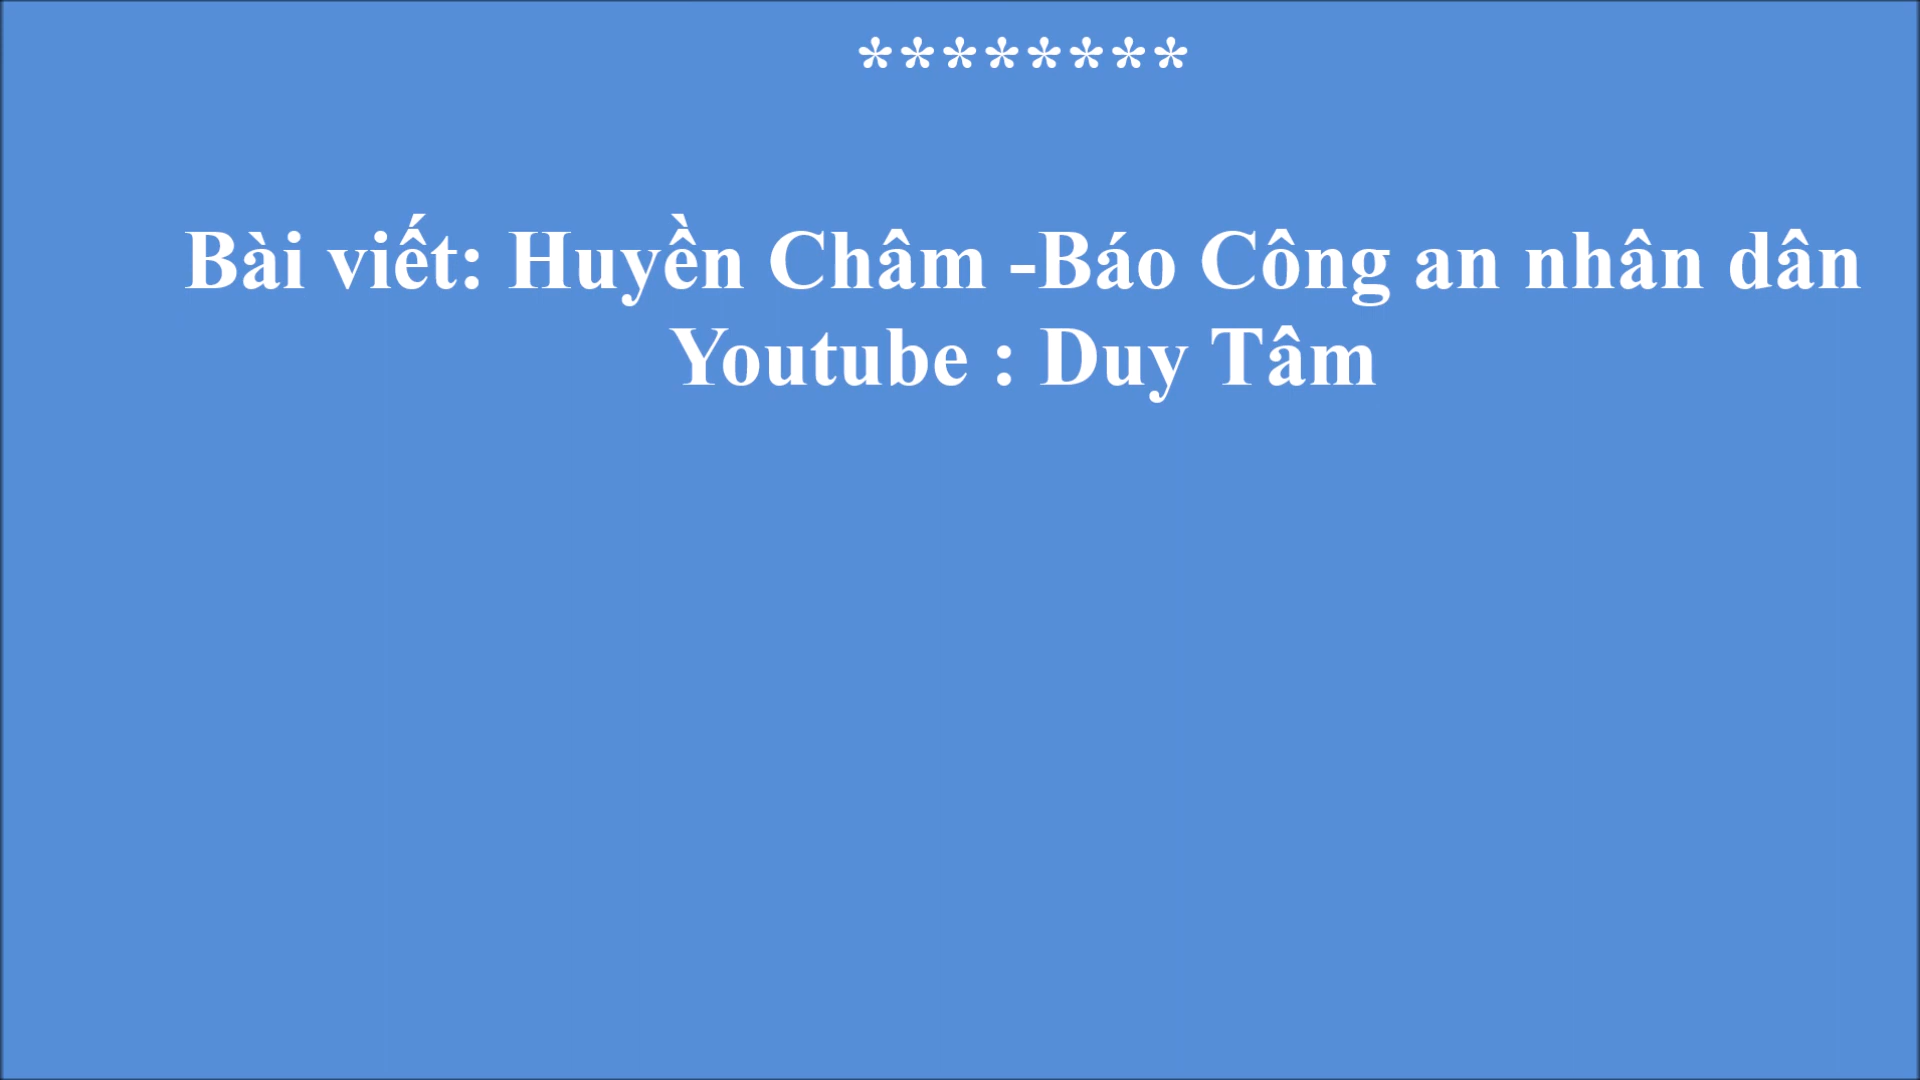 ********
Bài viết: Huyền Châm -Báo Công an nhân dân
Youtube : Duy Tâm